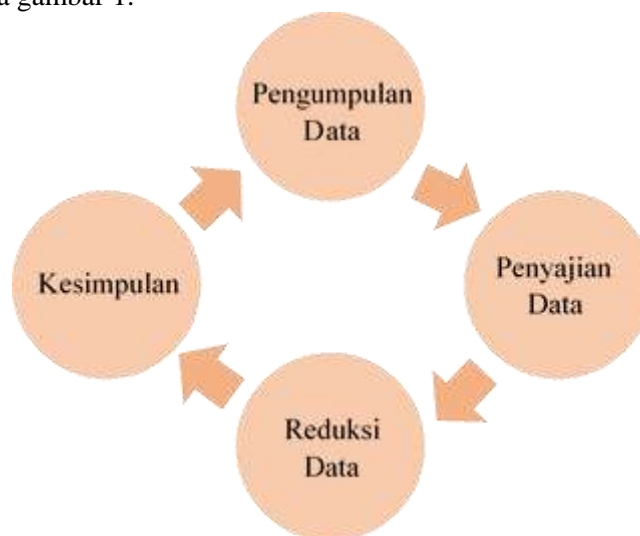 gambar 1.
Pengumpulan
Data
Penyajian
Data
Reduksi
Data
Kesimpulan